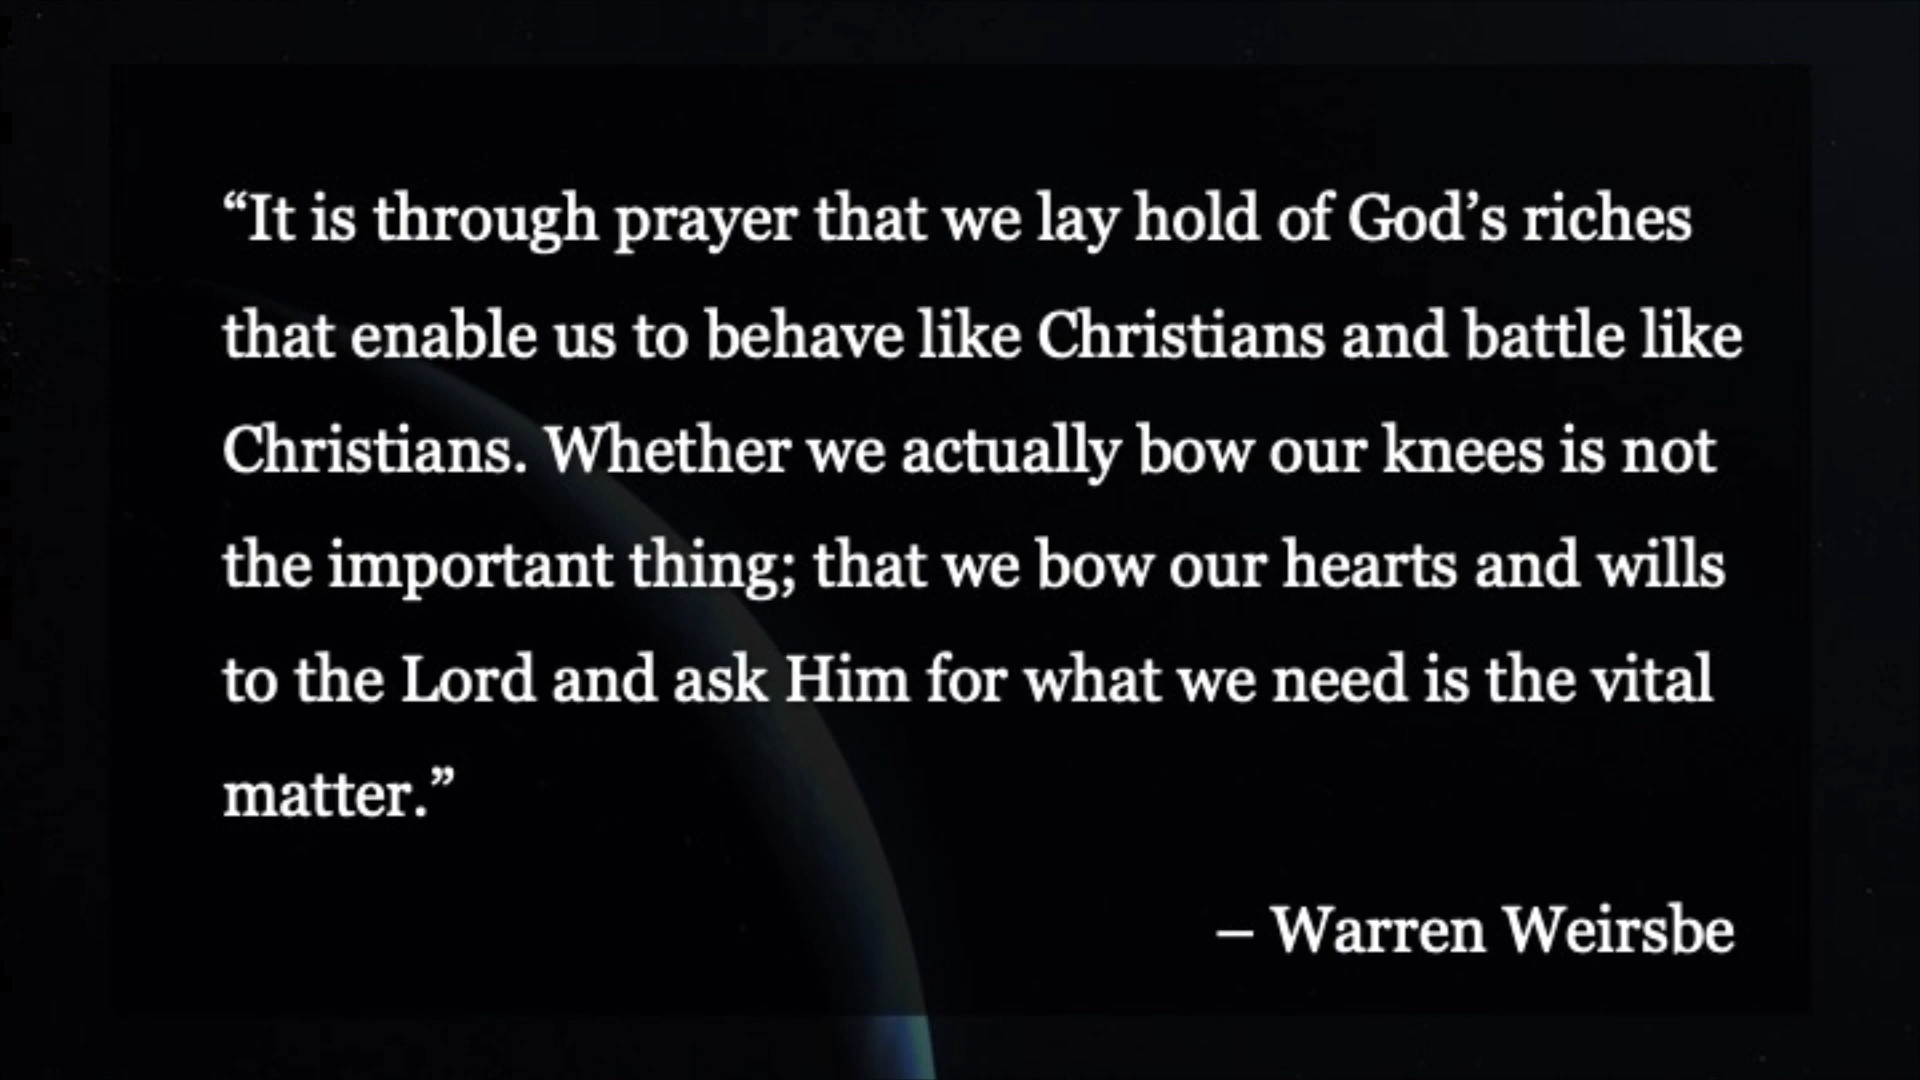 “It is through prayer that we lay hold of God’s riches
that enable us to behave like Christians and battle like
Christians. Whether we actually bow our knees is not
the important thing; that we bow our hearts and wills
to the Lord and ask Him for what we need is the vital
matter.”
– Warren Weirsbe